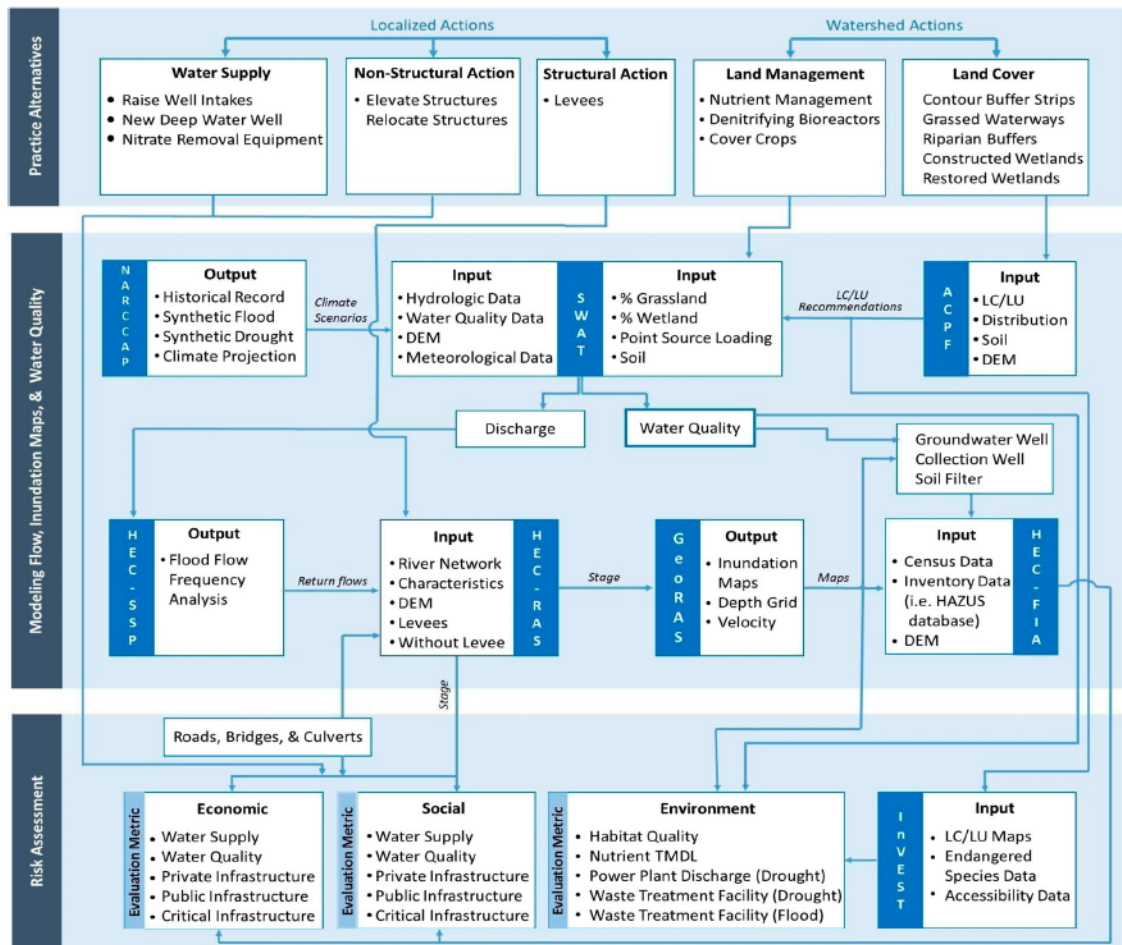 Practice Alternatives
Localized Actions
Watershed Actions
Water Supply
• Raise Well Intakes
• New Deep Water Well
• Nitrate Removal Equipment
Non-Structural Action
• Elevate Structures
Relocate Structures
Structural Action
• Levees
Land Management
• Nutrient Management
• Denitrifying Bioreactors
• Cover Crops
Land Cover
Contour Buffer Strips
Grassed Waterways
Riparian Buffers
Constructed Wetlands
Restored Wetlands
Modeling Flow, Inundation Maps, & Water Quality
NARCCAP
Output
• Historical Record
• Synthetic Flood
• Synthetic Drought
• Climate Projection
Climate
Scenarios
Input
• Hydrologic Data
• Water Quality Data
• DEM
• Meteorological Data
SWAT
Input
• % Grassland
• % Wetland
• Point Source Loading
• Soil
LC/LU
Recommendations
ACPF
Input
• LC/LU
• Distribution
• Soil
• DEM
Discharge
Water Quality
Groundwater Well
Collection Well
Soil Filter
HEC-SSP
Output
• Flood Flow
Frequency
Analysis
Return flows
Input
• River Network
• Characteristics
• DEM
• Levees
• Without Levee
HEC-RAS
Stage
GeoRAS
Output
• Inundation
Maps
• Depth Grid
• Velocity
Maps
Input
• Census Data
• Inventory Data
(i.e. HAZUS
database)
• DEM
HEC-FIA
Stage
Risk Assessment
Roads, Bridges, & Culverts
Evaluation Metric
Economic
• Water Supply
• Water Quality
• Private Infrastructure
• Public Infrastructure
• Critical Infrastructure
Evaluation Metric
Social
• Water Supply
• Water Quality
• Private Infrastructure
• Public Infrastructure
• Critical Infrastructure
Evaluation Metric
Environment
• Habitat Quality
• Nutrient TMDL
• Power Plant Discharge (Drought)
• Waste Treatment Facility (Drought)
• Waste Treatment Facility (Flood)
InVEST
Input
• LC/LU Maps
• Endangered
Species Data
• Accessibility Data